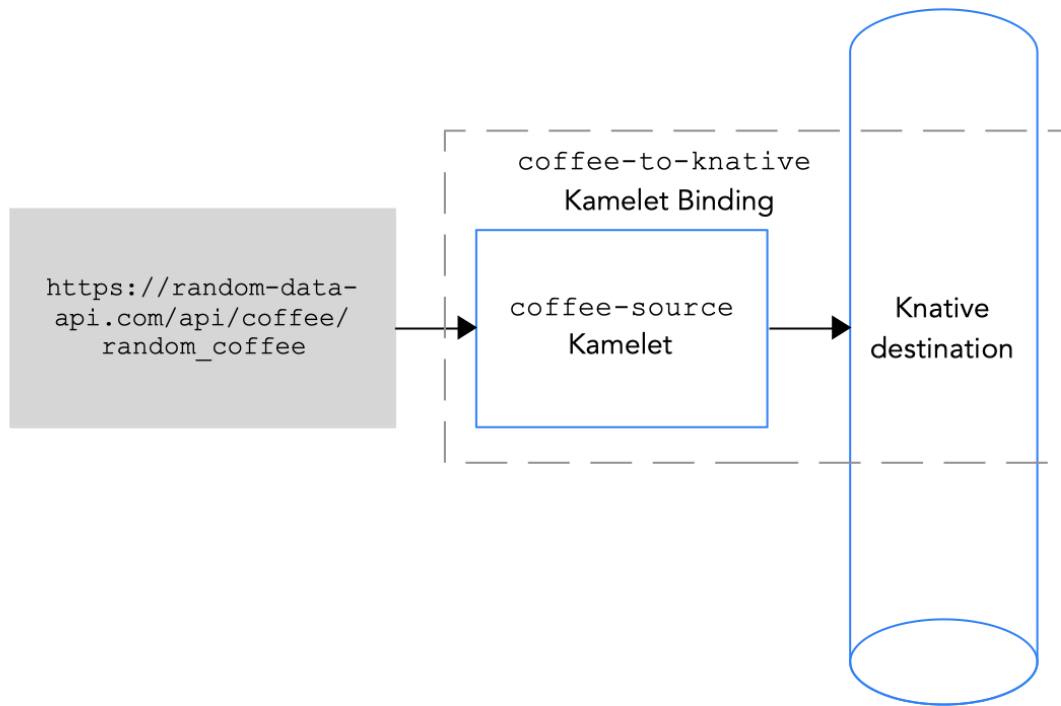 coffee-to-knative
Kamelet Binding
https://random-data-
api.com/api/coffee/
random_coffee
coffee-source
Kamelet
Knative
destination